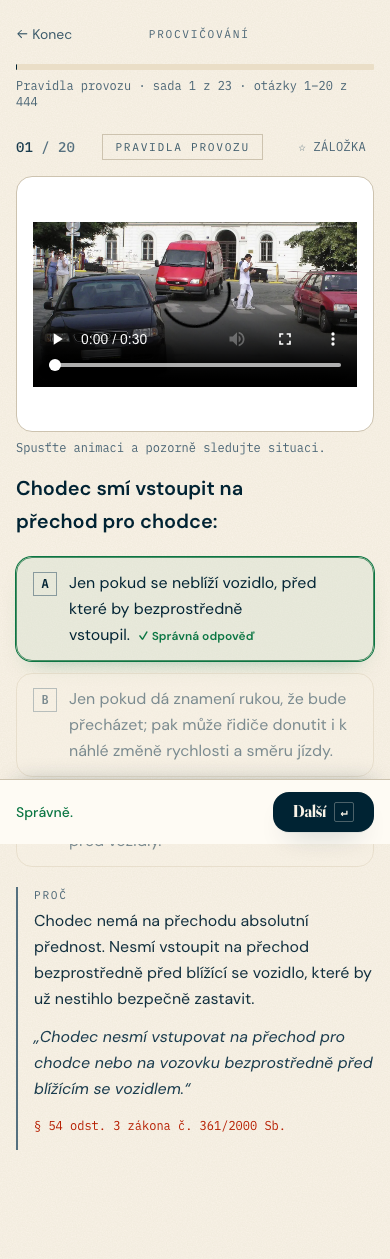 ← Konec
PROCVIČOVÁNÍ
Pravidla provozu · sada 1 z 23 · otázky 1–20 z
444
01 / 20
PRAVIDLA PROVOZU
☆ ZÁLOŽKA
0:00 / 0:30
Spusťte animaci a pozorně sledujte situaci.
Chodec smí vstoupit na
přechod pro chodce:
A
Jen pokud se neblíží vozidlo, před
které by bezprostředně
vstoupil. ✓ Správná odpověď
B
Jen pokud dá znamení rukou, že bude
přecházet; pak může řidiče donutit i k
náhlé změně rychlosti a směru jízdy.
Správně.
Další ↵
PROČ
Chodec nemá na přechodu absolutní
přednost. Nesmí vstoupit na přechod
bezprostředně před blížící se vozidlo, které by
už nestihlo bezpečně zastavit.
„Chodec nesmí vstupovat na přechod pro
chodce nebo na vozovku bezprostředně před
blížícím se vozidlem.“
§ 54 odst. 3 zákona č. 361/2000 Sb.